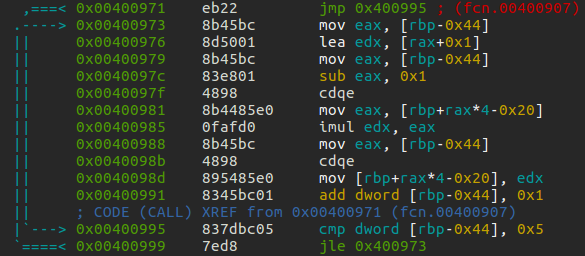 ,===< 0x00400971 eb22 jmp 0x400995 ; (fcn.00400907)
.----> 0x00400973 8b45bc mov eax, [rbp-0x44]
|| 0x00400976 8d5001 lea edx, [rax+0x1]
|| 0x00400979 8b45bc mov eax, [rbp-0x44]
|| 0x0040097c 83e801 sub eax, 0x1
|| 0x0040097f 4898 cdqe
|| 0x00400981 8b4485e0 mov eax, [rbp+rax*4-0x20]
|| 0x00400985 0fafd0 imul edx, eax
|| 0x00400988 8b45bc mov eax, [rbp-0x44]
|| 0x0040098b 4898 cdqe
|| 0x0040098d 895485e0 mov [rbp+rax*4-0x20], edx
|| 0x00400991 8345bc01 add dword [rbp-0x44], 0x1
|| ; CODE (CALL) XREF from 0x00400971 (fcn.00400907)
|`---> 0x00400995 837dbc05 cmp dword [rbp-0x44], 0x5
`====< 0x00400999 7ed8 jle 0x400973